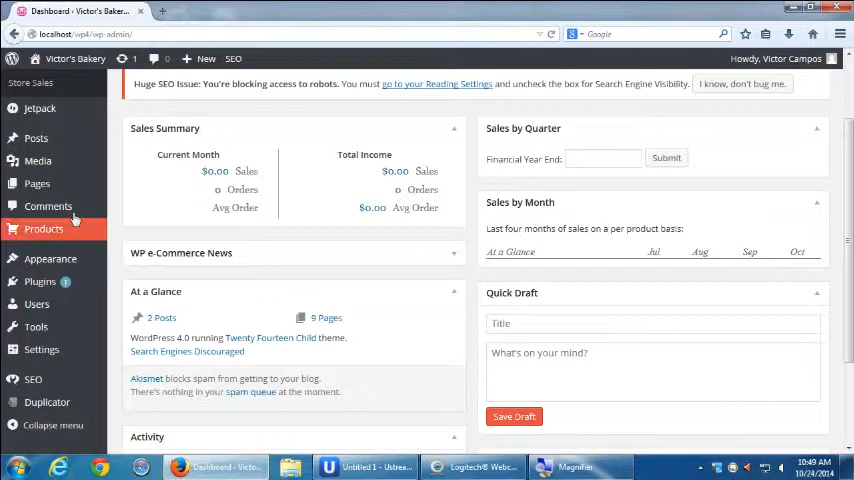 Dashboard ‹ Victor's Bakery...
localhost/wp4/wp-admin/
Google
Victor's Bakery
1
0
New
SEO
Howdy, Victor Campos
Store Sales
Jetpack
Posts
Media
Pages
Comments
Products
Appearance
Plugins 1
Users
Tools
Settings
SEO
Duplicator
Collapse menu
Huge SEO Issue: You're blocking access to robots. You must go to your Reading Settings and uncheck the box for Search Engine Visibility.
I know, don't bug me.
Sales Summary
Current Month
$0.00 Sales
0 Orders
Avg Order
Total Income
$0.00 Sales
0 Orders
$0.00 Avg Order
WP e-Commerce News
At a Glance
2 Posts
9 Pages
WordPress 4.0 running Twenty Fourteen Child theme.
Search Engines Discouraged
Akismet blocks spam from getting to your blog.
There's nothing in your spam queue at the moment.
Activity
Sales by Quarter
Financial Year End:
Submit
Sales by Month
Last four months of sales on a per product basis:
At a Glance Jul Aug Sep Oct
Quick Draft
Title
What's on your mind?
Save Draft
Dashboard ‹ Victo...
Untitled 1 - Ustrea...
Logitech® Webc...
Magnifier
10:49 AM
10/24/2014